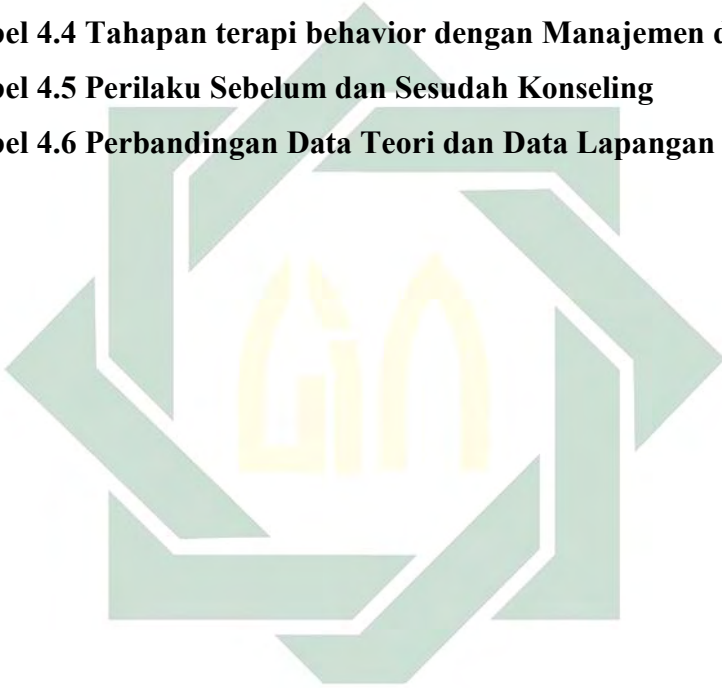 bel 4.4 Tahapan terapi behavior dengan Manajemen d
bel 4.5 Perilaku Sebelum dan Sesudah Konseling
bel 4.6 Perbandingan Data Teori dan Data Lapangan